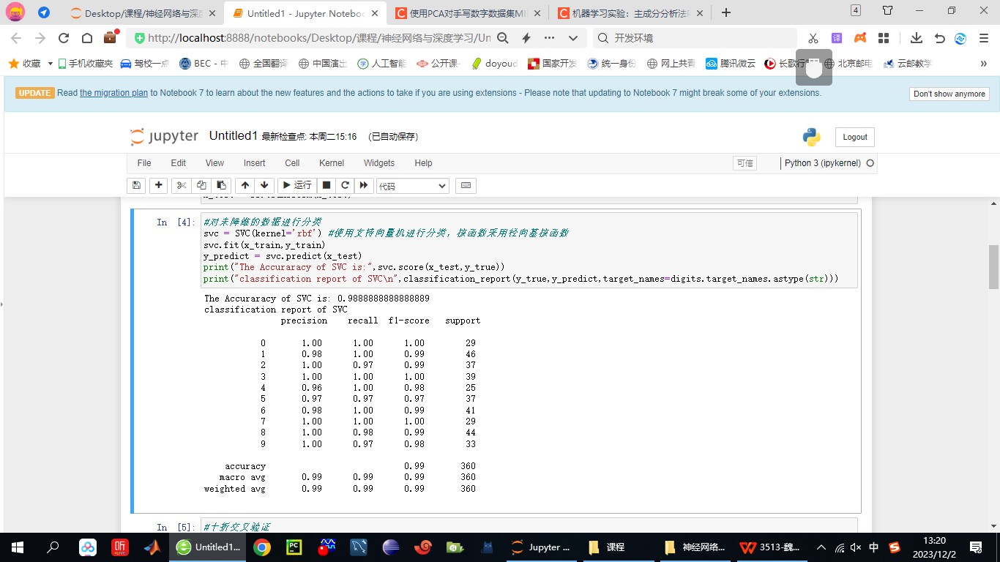 Desktop/课程/神经网络与深度
Untitled1 - Jupyter Notebook
使用PCA对手写数字数据集MN
机器学习实验：主成分分析法P
4
http://localhost:8888/notebooks/Desktop/课程/神经网络与深度学习/Un
开发环境
译
收藏 手机收藏夹 驾校一点 BEC - 中 全国翻译 中国演出 人工智能 公开课 doyoud 国家开发 统一身份 网上共青 腾讯微云 长歌行 北京邮电 云邮教学
UPDATE Read the migration plan to Notebook 7 to learn about the new features and the actions to take if you are using extensions - Please note that updating to Notebook 7 might break some of your extensions.
Don't show anymore
jupyter Untitled1 最新检查点: 本周二15:16 (已自动保存)
Logout
File Edit View Insert Cell Kernel Widgets Help
可信
Python 3 (ipykernel)
运行
代码
In [4]:
#对未降维的数据进行分类
svc = SVC(kernel='rbf') #使用支持向量机进行分类，核函数采用径向基核函数
svc.fit(x_train,y_train)
y_predict = svc.predict(x_test)
print("The Accuraracy of SVC is:",svc.score(x_test,y_true))
print("classification report of SVC\n",classification_report(y_true,y_predict,target_names=digits.target_names.astype(str)))
The Accuraracy of SVC is: 0.9888888888888889
classification report of SVC
precision recall f1-score support
0 1.00 1.00 1.00 29
1 0.98 1.00 0.99 46
2 1.00 0.97 0.99 37
3 1.00 1.00 1.00 39
4 0.96 1.00 0.98 25
5 0.97 0.97 0.97 37
6 0.98 1.00 0.99 41
7 1.00 1.00 1.00 29
8 1.00 0.98 0.99 44
9 1.00 0.97 0.98 33
accuracy 0.99 360
macro avg 0.99 0.99 0.99 360
weighted avg 0.99 0.99 0.99 360
In [5]:
#十折交叉验证
Untitled1...
PC
Jupyter ...
课程
神经网络...
3513-魏...
中
13:20
2023/12/2